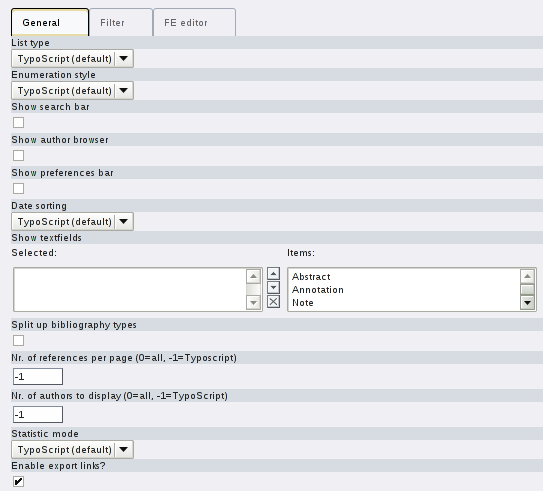 General Filter FE editor
List type
TypoScript (default)
Enumeration style
TypoScript (default)
Show search bar
Show author browser
Show preferences bar
Date sorting
TypoScript (default)
Show textfields
Selected: Items:
Abstract
Annotation
Note
Split up bibliography types
Nr. of references per page (0=all, -1=Typoscript)
-1
Nr. of authors to display (0=all, -1=TypoScript)
-1
Statistic mode
TypoScript (default)
Enable export links?